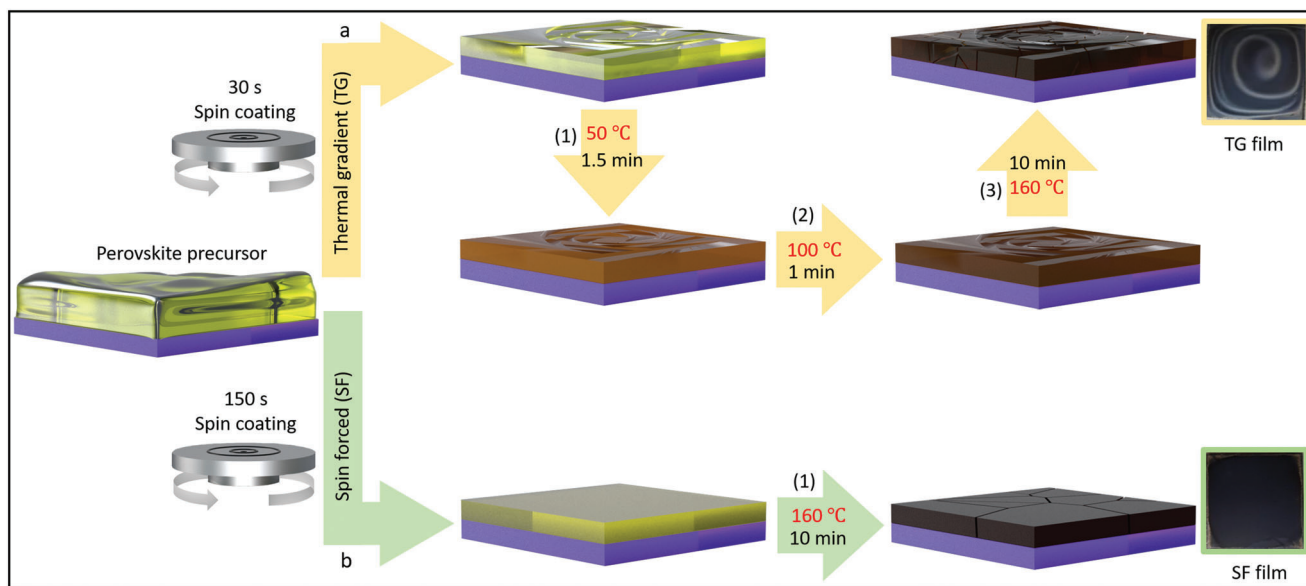 a
30 s
Spin coating
Thermal gradient (TG)
(1) 50 °C
1.5 min
TG film
10 min
(3) 160 °C
(2)
100 °C
1 min
Perovskite precursor
150 s
Spin coating
Spin forced (SF)
(1)
160 °C
10 min
b
SF film